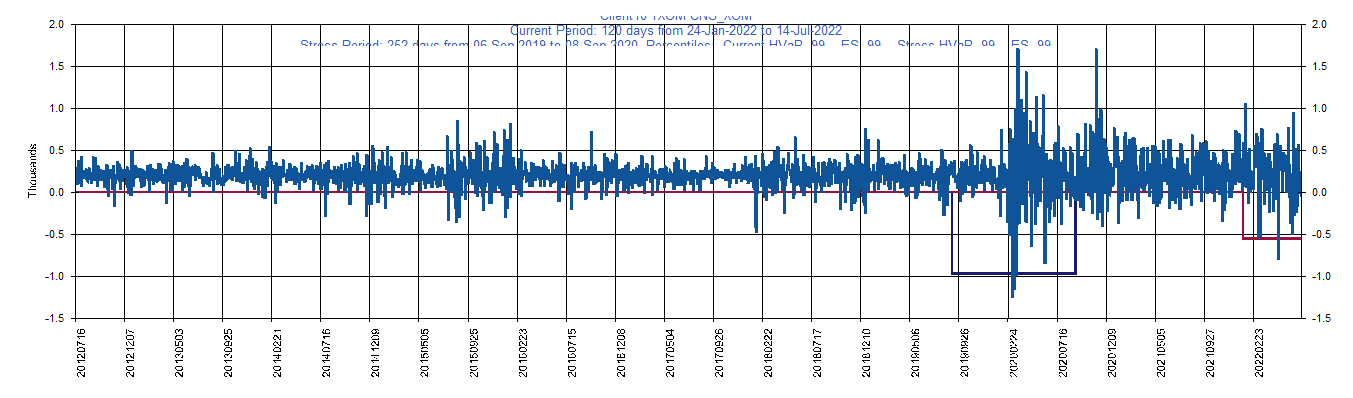 Client10 TXOM CNS_XOM
Current Period: 120 days from 24-Jan-2022 to 14-Jul-2022
Stress Period: 252 days from 06-Sep-2019 to 08-Sep-2020 Percentiles: Current HVaR 99 ES 99 Stress HVaR 99 ES 99
2.0 2.0
1.5 1.5
1.0 1.0
0.5 0.5
0.0 0.0
-0.5 -0.5
-1.0 -1.0
-1.5 -1.5
Thousands
20120716 20121207 20130503 20130925 20140221 20140716 20141209 20150505 20150925 20160223 20160715 20161208 20170504 20170926 20180222 20180717 20181210 20190506 20190926 20200224 20200716 20201209 20210505 20210927 20220223